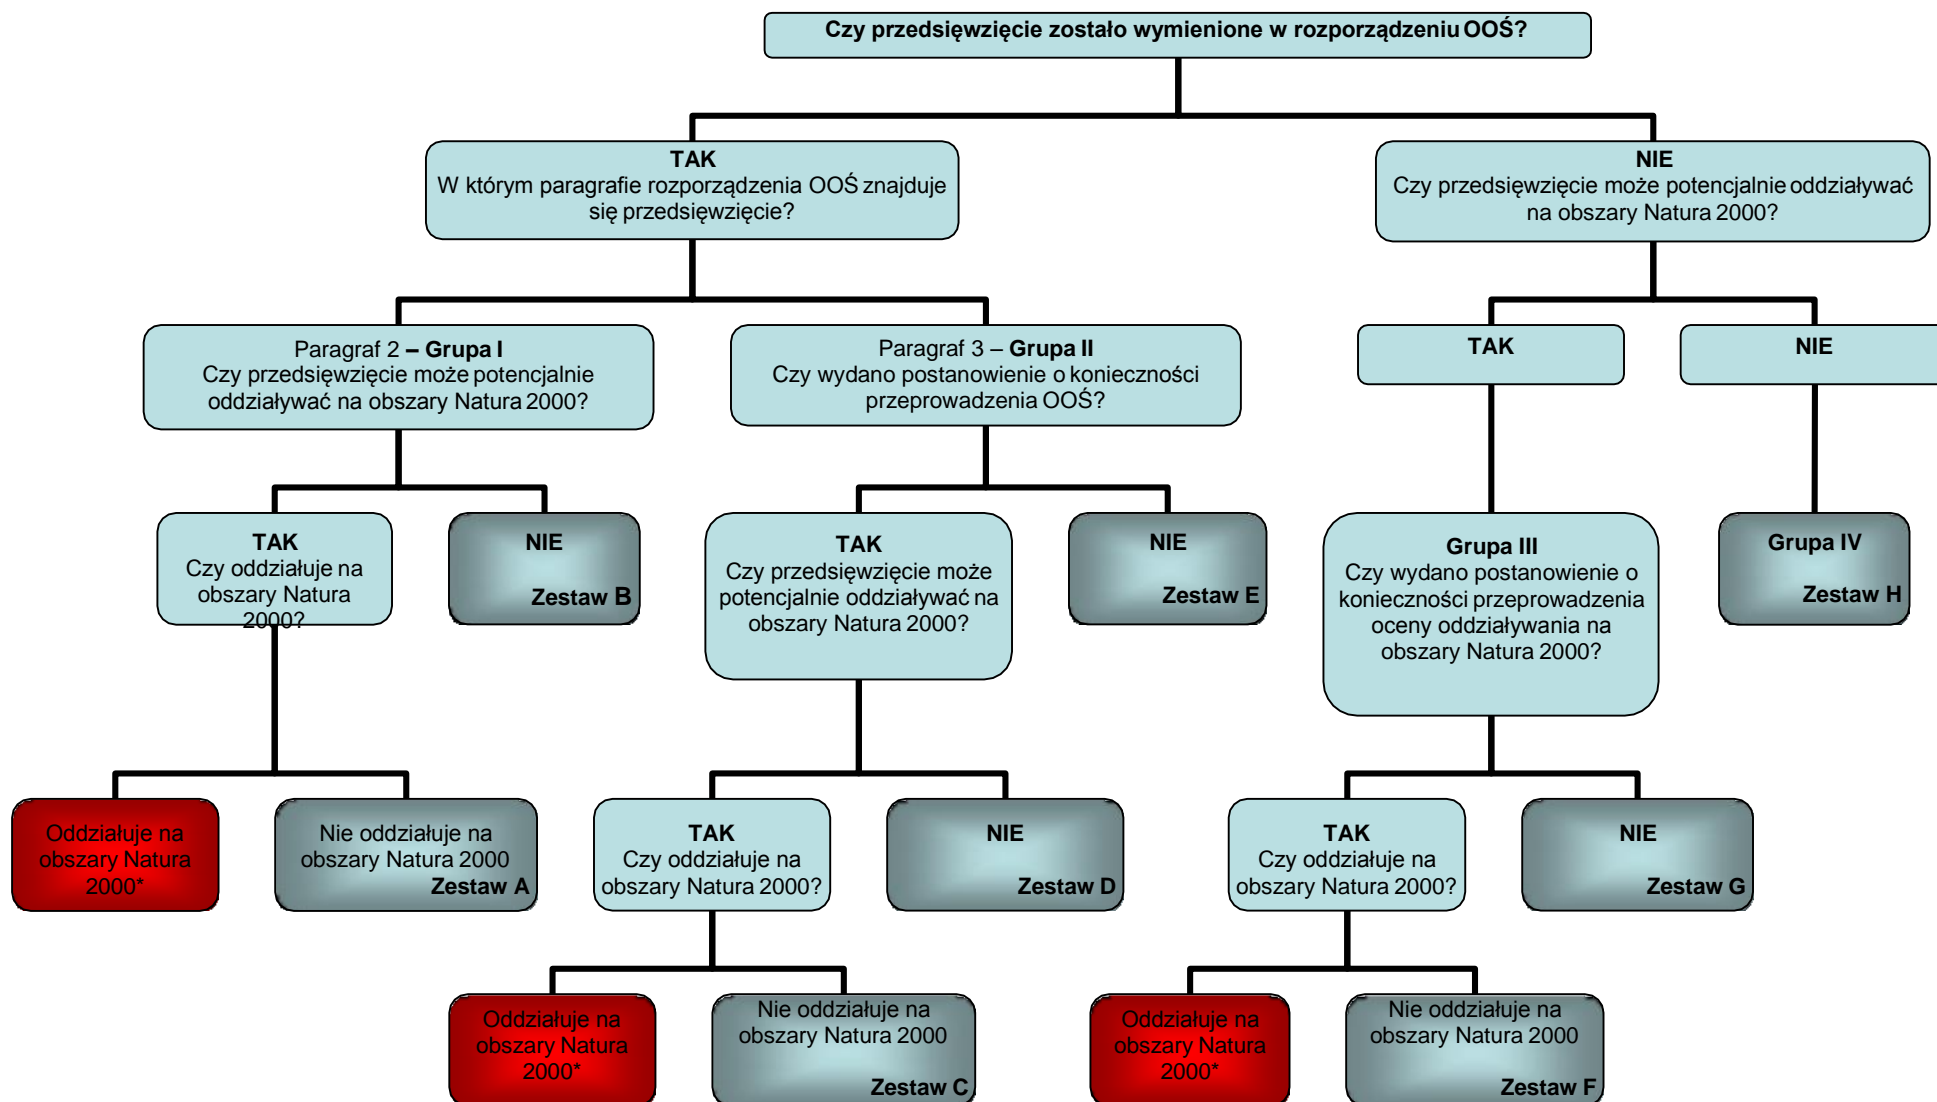 Czy przedsięwzięcie zostało wymienione w rozporządzeniu OOŚ?
TAK
W którym paragrafie rozporządzenia OOŚ znajduje
się przedsięwzięcie?
NIE
Czy przedsięwzięcie może potencjalnie oddziaływać
na obszary Natura 2000?
Paragraf 2 – Grupa I
Czy przedsięwzięcie może potencjalnie
oddziaływać na obszary Natura 2000?
Paragraf 3 – Grupa II
Czy wydano postanowienie o konieczności
przeprowadzenia OOŚ?
TAK
NIE
TAK
Czy oddziałuje na
obszary Natura
2000?
NIE
Zestaw B
TAK
Czy przedsięwzięcie może
potencjalnie oddziaływać na
obszary Natura 2000?
NIE
Zestaw E
Grupa III
Czy wydano postanowienie o
konieczności przeprowadzenia
oceny oddziaływania na
obszary Natura 2000?
Grupa IV
Zestaw H
Oddziałuje na
obszary Natura
2000*
Nie oddziałuje na
obszary Natura 2000
Zestaw A
TAK
Czy oddziałuje na
obszary Natura 2000?
NIE
Zestaw D
TAK
Czy oddziałuje na
obszary Natura 2000?
NIE
Zestaw G
Oddziałuje na
obszary Natura
2000*
Nie oddziałuje na
obszary Natura 2000
Zestaw C
Oddziałuje na
obszary Natura
2000*
Nie oddziałuje na
obszary Natura 2000
Zestaw F